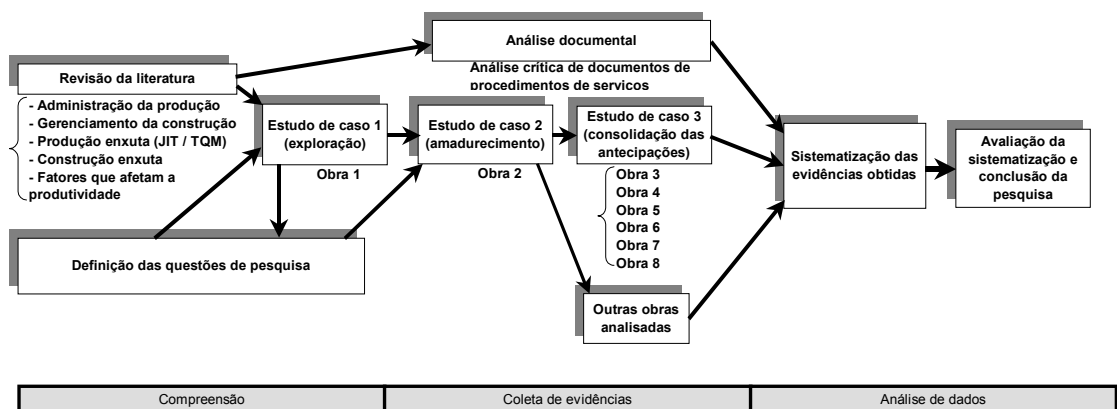 Análise documental
Análise crítica de documentos de
procedimentos de servicos
Revisão da literatura
- Administração da produção
- Gerenciamento da construção
- Produção enxuta (JIT / TQM)
- Construção enxuta
- Fatores que afetam a
produtividade
Estudo de caso 1
(exploração)
Obra 1
Estudo de caso 2
(amadurecimento)
Obra 2
Estudo de caso 3
(consolidação das
antecipações)
Obra 3
Obra 4
Obra 5
Obra 6
Obra 7
Obra 8
Sistematização das
evidências obtidas
Avaliação da
sistematização e
conclusão da
pesquisa
Definição das questões de pesquisa
Outras obras
analisadas
Compreensão
Coleta de evidências
Análise de dados